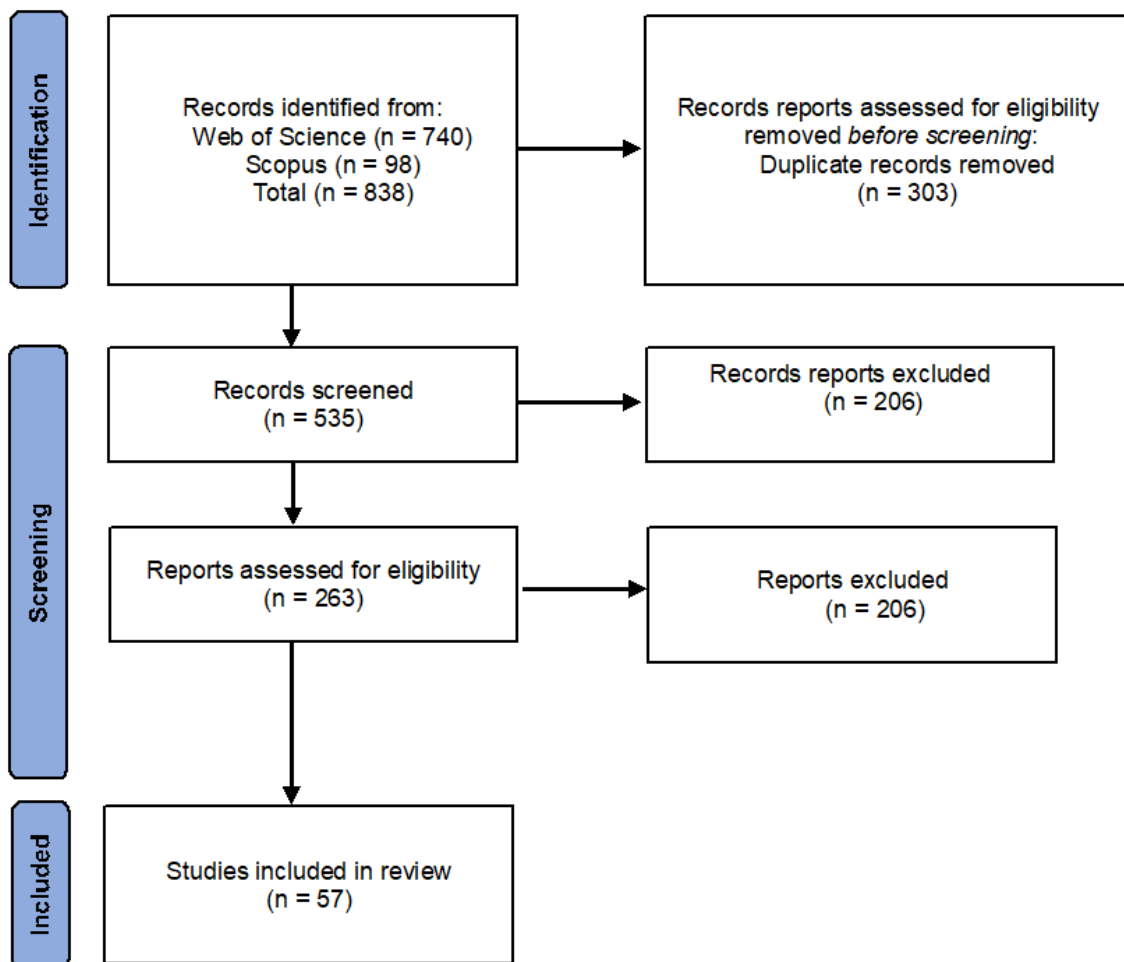 Identification
Records identified from:
Web of Science (n = 740)
Scopus (n = 98)
Total (n = 838)
Records reports assessed for eligibility
removed before screening:
Duplicate records removed
(n = 303)
Screening
Records screened
(n = 535)
Records reports excluded
(n = 206)
Reports assessed for eligibility
(n = 263)
Reports excluded
(n = 206)
Included
Studies included in review
(n = 57)